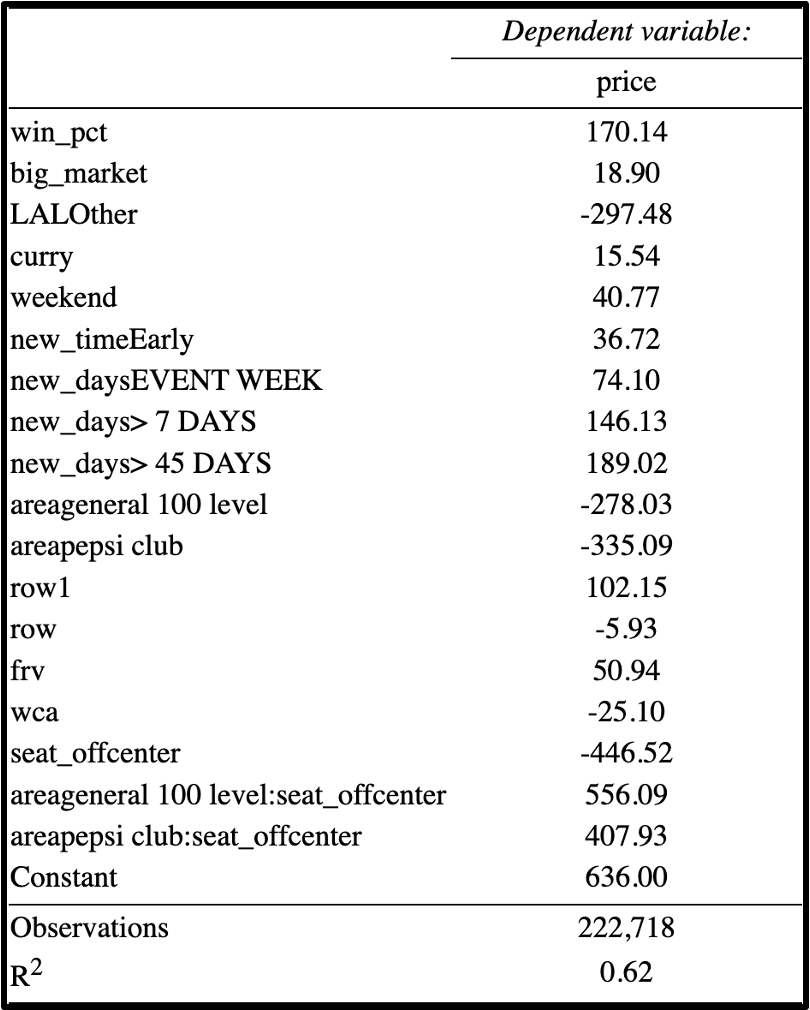 Dependent variable:
price
win_pct 170.14
big_market 18.90
LALOther -297.48
curry 15.54
weekend 40.77
new_timeEarly 36.72
new_daysEVENT WEEK 74.10
new_days> 7 DAYS 146.13
new_days> 45 DAYS 189.02
areageneral 100 level -278.03
areapepsi club -335.09
row1 102.15
row -5.93
frv 50.94
wca -25.10
seat_offcenter -446.52
areageneral 100 level:seat_offcenter 556.09
areapepsi club:seat_offcenter 407.93
Constant 636.00
Observations 222,718
R² 0.62